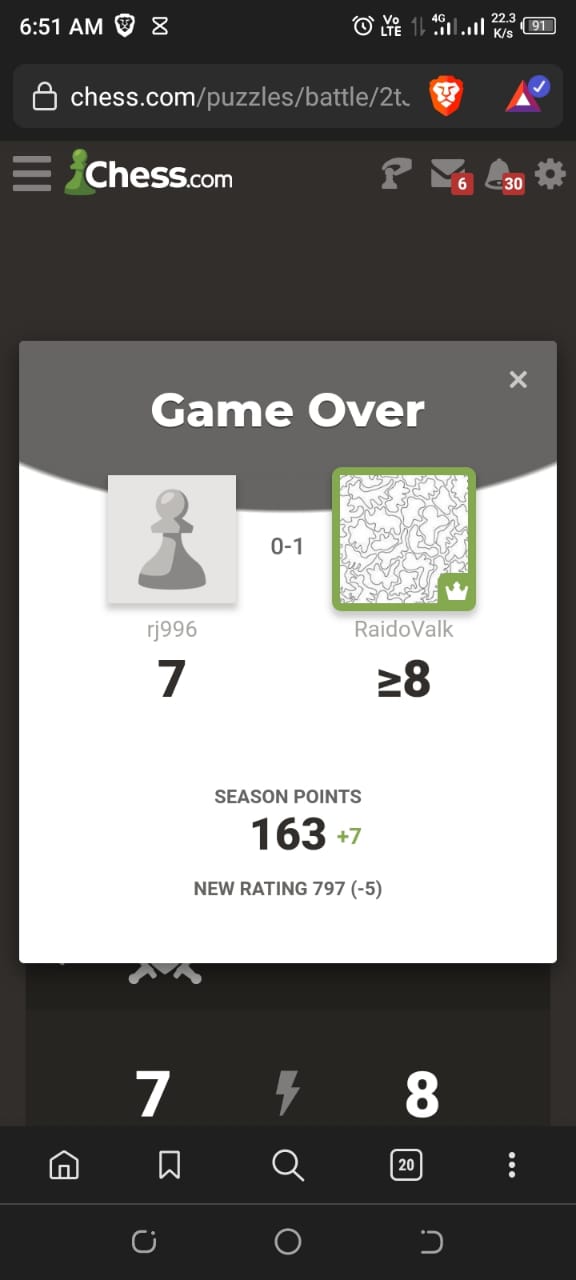 6:51 AM
Vo LTE 4G 22.3 K/s 91
chess.com/puzzles/battle/2t
Chess.com
6 30
Game Over
0-1
rj996 RaidoValk
7 ≥8
SEASON POINTS
163 +7
NEW RATING 797 (-5)
7 8
20